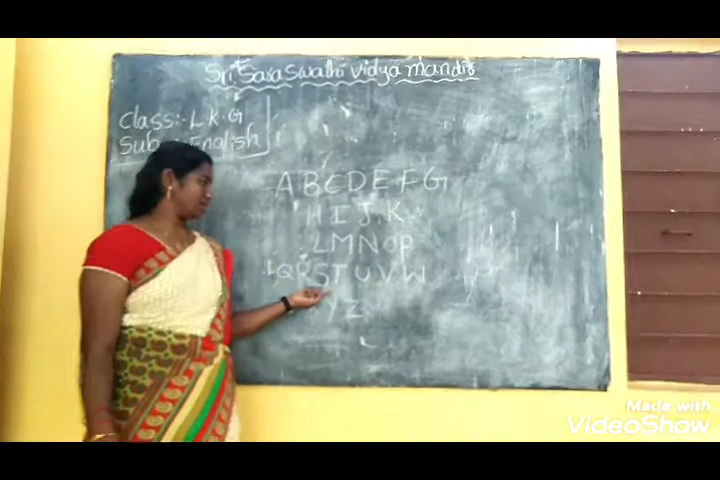 Sri Saraswathi Vidya Mandir
Class:- L.K.G
Sub English
A B C D E F G
H I J K
L M N O P
Q R S T U V W
Y Z
Made with
VideoShow